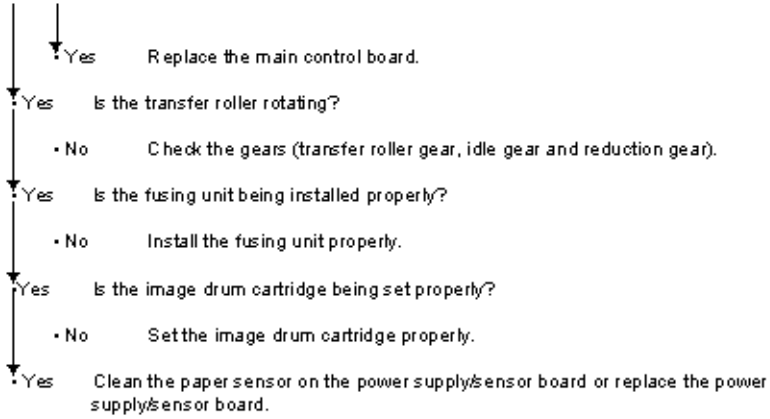 • Yes Replace the main control board.
• Yes Is the transfer roller rotating?
• No Check the gears (transfer roller gear, idle gear and reduction gear).
• Yes Is the fusing unit being installed properly?
• No Install the fusing unit properly.
• Yes Is the image drum cartridge being set properly?
• No Set the image drum cartridge properly.
• Yes Clean the paper sensor on the power supply/sensor board or replace the power
supply/sensor board.